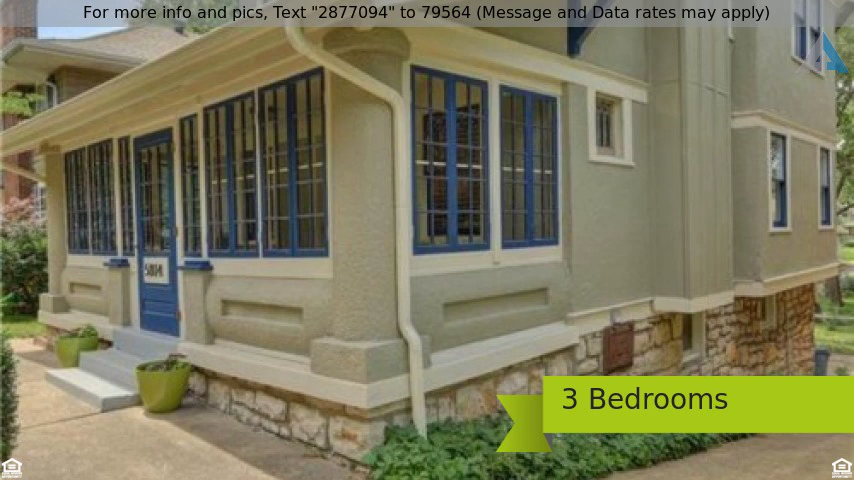 For more info and pics, Text "2877094" to 79564 (Message and Data rates may apply)
3 Bedrooms